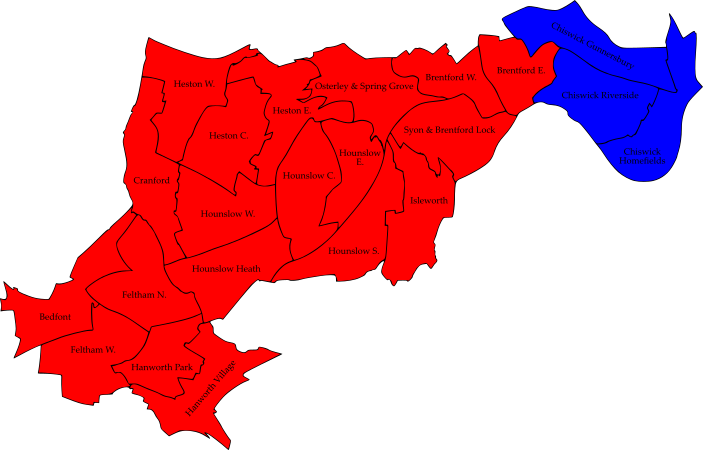 Chiswick Gunnersbury
Heston W.
Brentford W.
Brentford E.
Osterley & Spring Grove
Chiswick Riverside
Heston E.
Heston C.
Syon & Brentford Lock
Hounslow
E.
Chiswick
Homefields
Hounslow C.
Cranford
Isleworth
Hounslow W.
Hounslow S.
Hounslow Heath
Feltham N.
Bedfont
Feltham W.
Hanworth Park
Hanworth Village